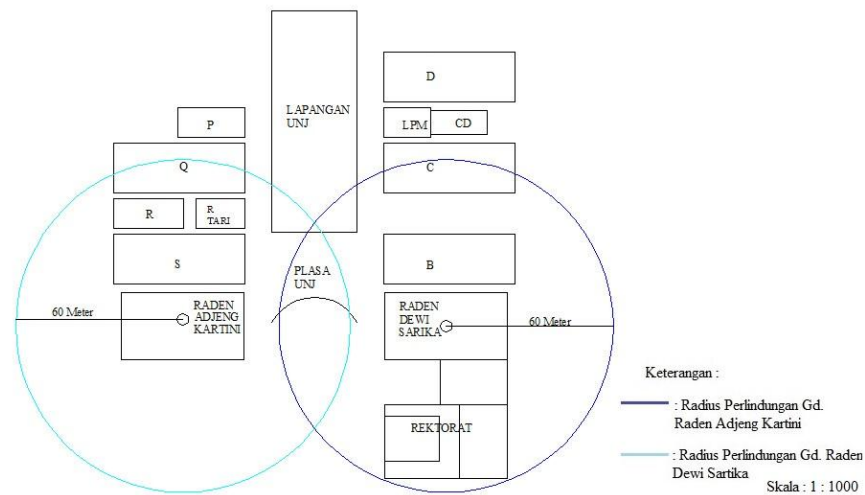 D
LAPANGAN
UNJ
P
LPM
CD
Q
C
R
R
TARI
S
PLASA
UNJ
B
60 Meter
RADEN
ADJENG
KARTINI
RADEN
DEWI
SARIKA
60 Meter
REKTORAT
Keterangan :
: Radius Perlindungan Gd.
Raden Adjeng Kartini
: Radius Perlindungan Gd. Raden
Dewi Sartika
Skala : 1 : 1000